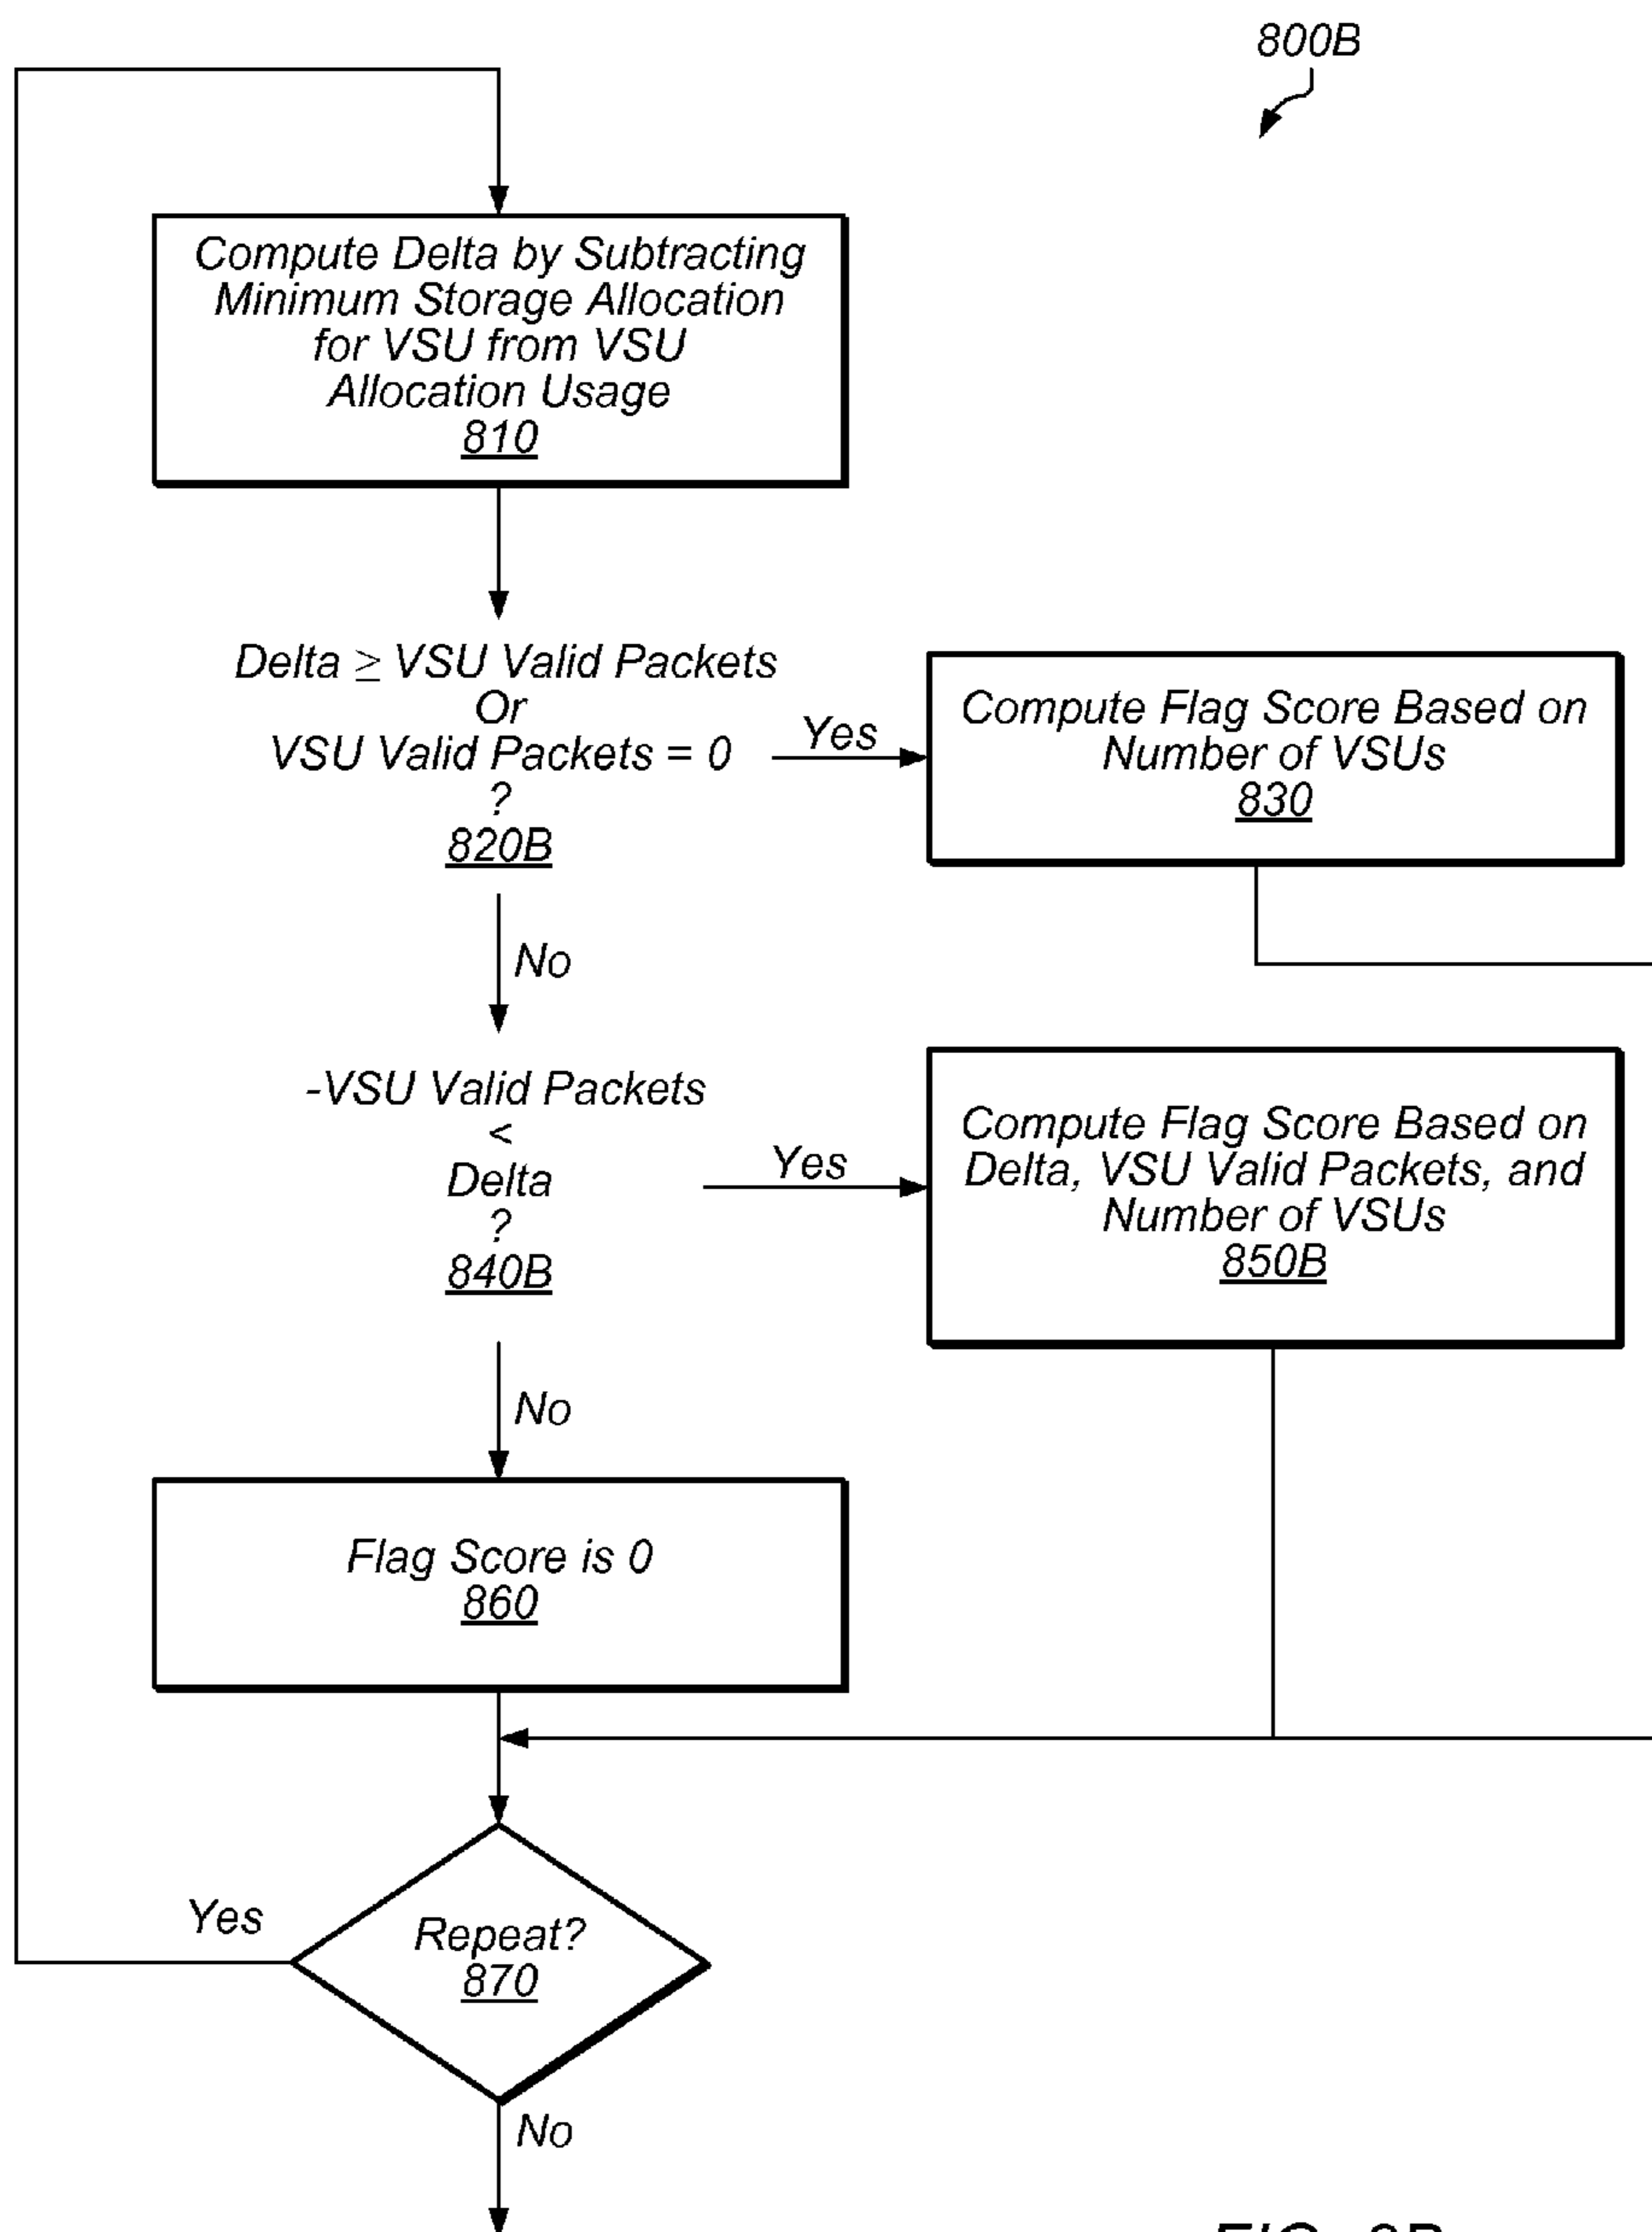 800B
Compute Delta by Subtracting
Minimum Storage Allocation
for VSU from VSU
Allocation Usage
810
Delta ≥ VSU Valid Packets
Or
VSU Valid Packets = 0
?
820B
Yes
Compute Flag Score Based on
Number of VSUs
830
No
-VSU Valid Packets
<
Delta
?
840B
Yes
Compute Flag Score Based on
Delta, VSU Valid Packets, and
Number of VSUs
850B
No
Flag Score is 0
860
Yes
Repeat?
870
No